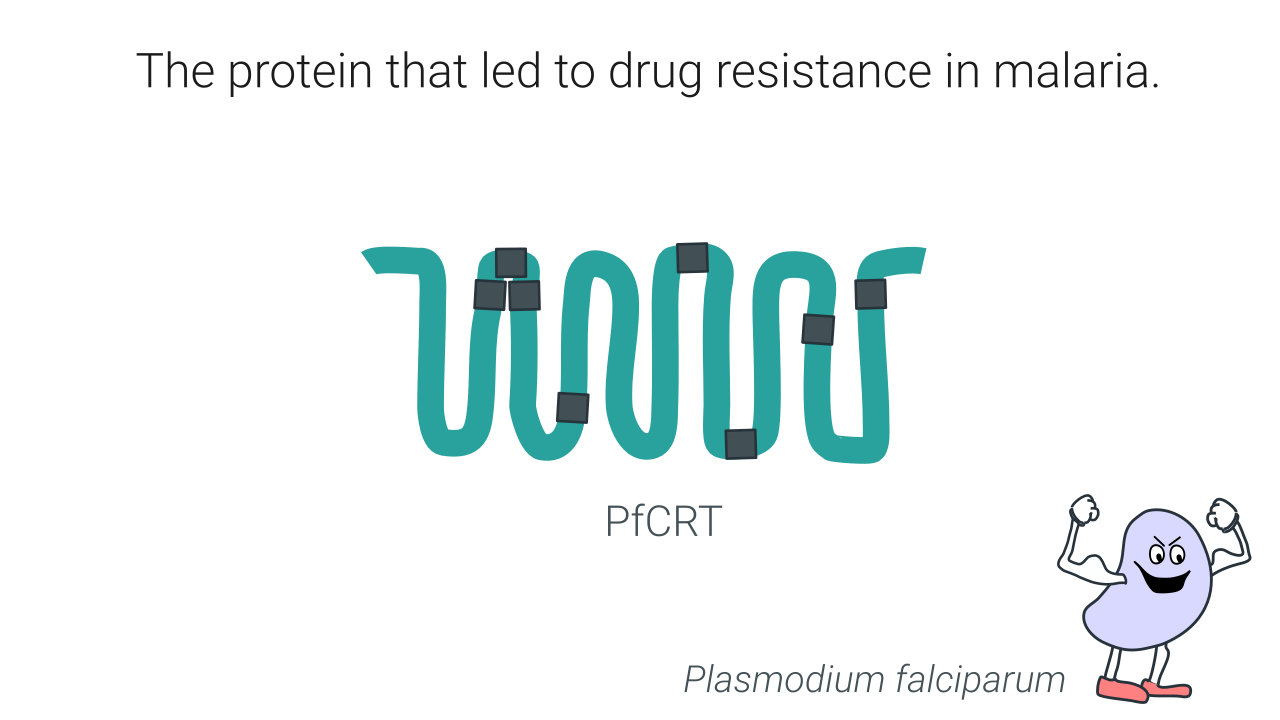 The protein that led to drug resistance in malaria.
PfCRT
Plasmodium falciparum